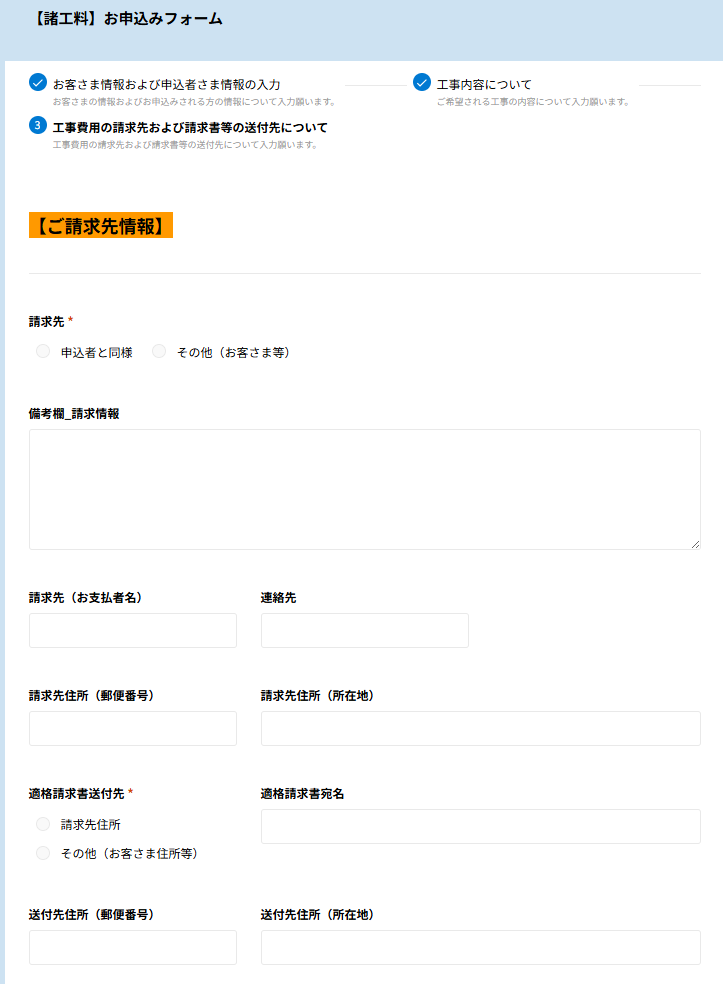 【諸工料】お申込みフォーム
お客さま情報および申込者さま情報の入力
お客さまの情報およびお申込みされる方の情報について入力願います。
工事内容について
ご希望される工事の内容について入力願います。
3 工事費用の請求先および請求書等の送付先について
工事費用の請求先および請求書等の送付先について入力願います。
【ご請求先情報】
請求先 *
申込者と同様 その他（お客さま等）
備考欄_請求情報
請求先（お支払者名） 連絡先
請求先住所（郵便番号） 請求先住所（所在地）
適格請求書送付先 * 適格請求書宛名
請求先住所
その他（お客さま住所等）
送付先住所（郵便番号） 送付先住所（所在地）